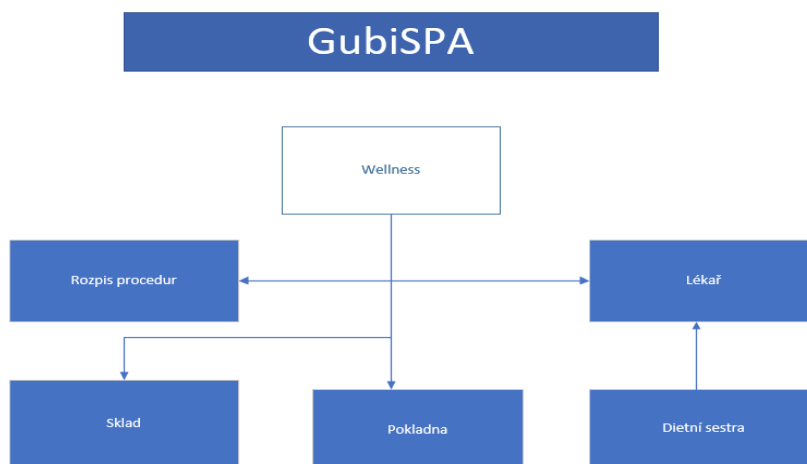 GubiSPA
Wellness
Rozpis procedur
Lékař
Sklad
Pokladna
Dietní sestra